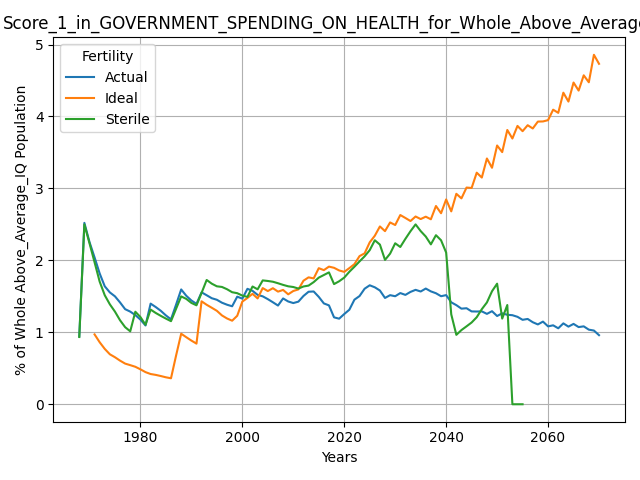 Score_1_in_GOVERNMENT_SPENDING_ON_HEALTH_for_Whole_Above_Average
5
4
3
2
1
0
% of Whole Above_Average_IQ Population
Fertility
Actual
Ideal
Sterile
1980 2000 2020 2040 2060
Years